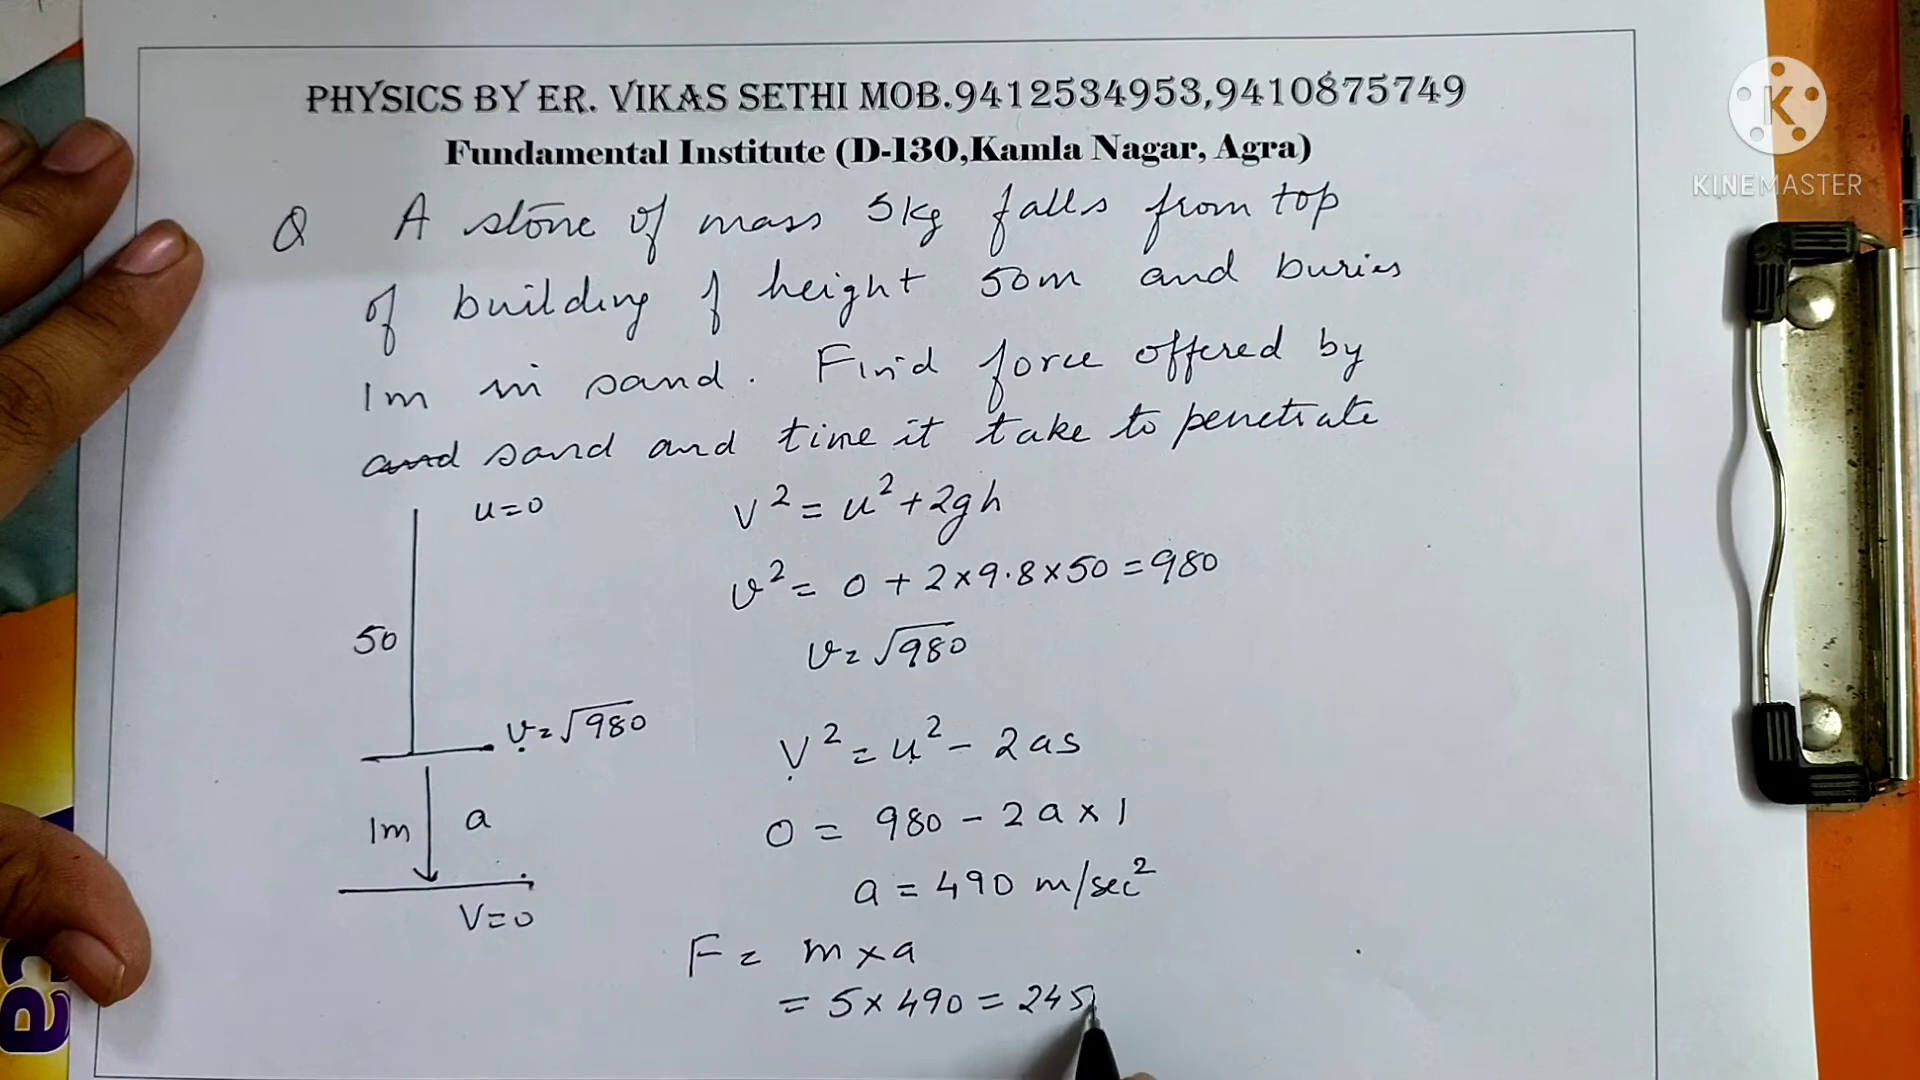 PHYSICS BY ER. VIKAS SETHI MOB.9412534953,9410875749
Fundamental Institute (D-130,Kamla Nagar, Agra)
KINEMASTER
Q A stone of mass 5kg falls from top
of building of height 50m and buries
1m in sand. Find force offered by
and sand and time it take to penetrate
u=0
50
v=√980
1m a
V=0
V²=u²+2gh
v²= 0+2×9.8×50=980
v=√980
V²=u²-2as
0=980-2a×1
a=490 m/sec²
F= m×a
=5×490=245